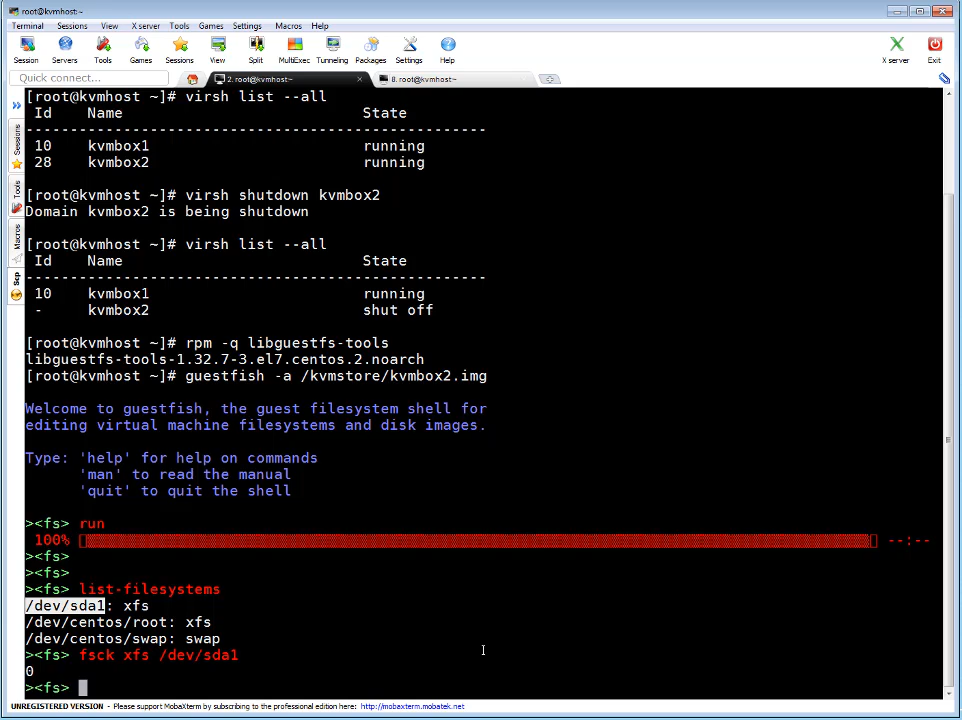 root@kvmhost:~
Terminal Sessions View X server Tools Games Settings Macros Help
Session Servers Tools Games Sessions View Split MultiExec Tunneling Packages Settings Help X server Exit
Quick connect... 2. root@kvmhost:~ 8. root@kvmhost:~
Sessions
Tools
Macros
Scp
[root@kvmhost ~]# virsh list --all
Id Name State
----------------------------------------------------
10 kvmbox1 running
28 kvmbox2 running
[root@kvmhost ~]# virsh shutdown kvmbox2
Domain kvmbox2 is being shutdown
[root@kvmhost ~]# virsh list --all
Id Name State
----------------------------------------------------
10 kvmbox1 running
- kvmbox2 shut off
[root@kvmhost ~]# rpm -q libguestfs-tools
libguestfs-tools-1.32.7-3.el7.centos.2.noarch
[root@kvmhost ~]# guestfish -a /kvmstore/kvmbox2.img
Welcome to guestfish, the guest filesystem shell for
editing virtual machine filesystems and disk images.
Type: 'help' for help on commands
'man' to read the manual
'quit' to quit the shell
><fs> run
100% --:--
><fs>
><fs>
><fs> list-filesystems
/dev/sda1: xfs
/dev/centos/root: xfs
/dev/centos/swap: swap
><fs> fsck xfs /dev/sda1
0
><fs>
UNREGISTERED VERSION - Please support MobaXterm by subscribing to the professional edition here: http://mobaxterm.mobatek.net